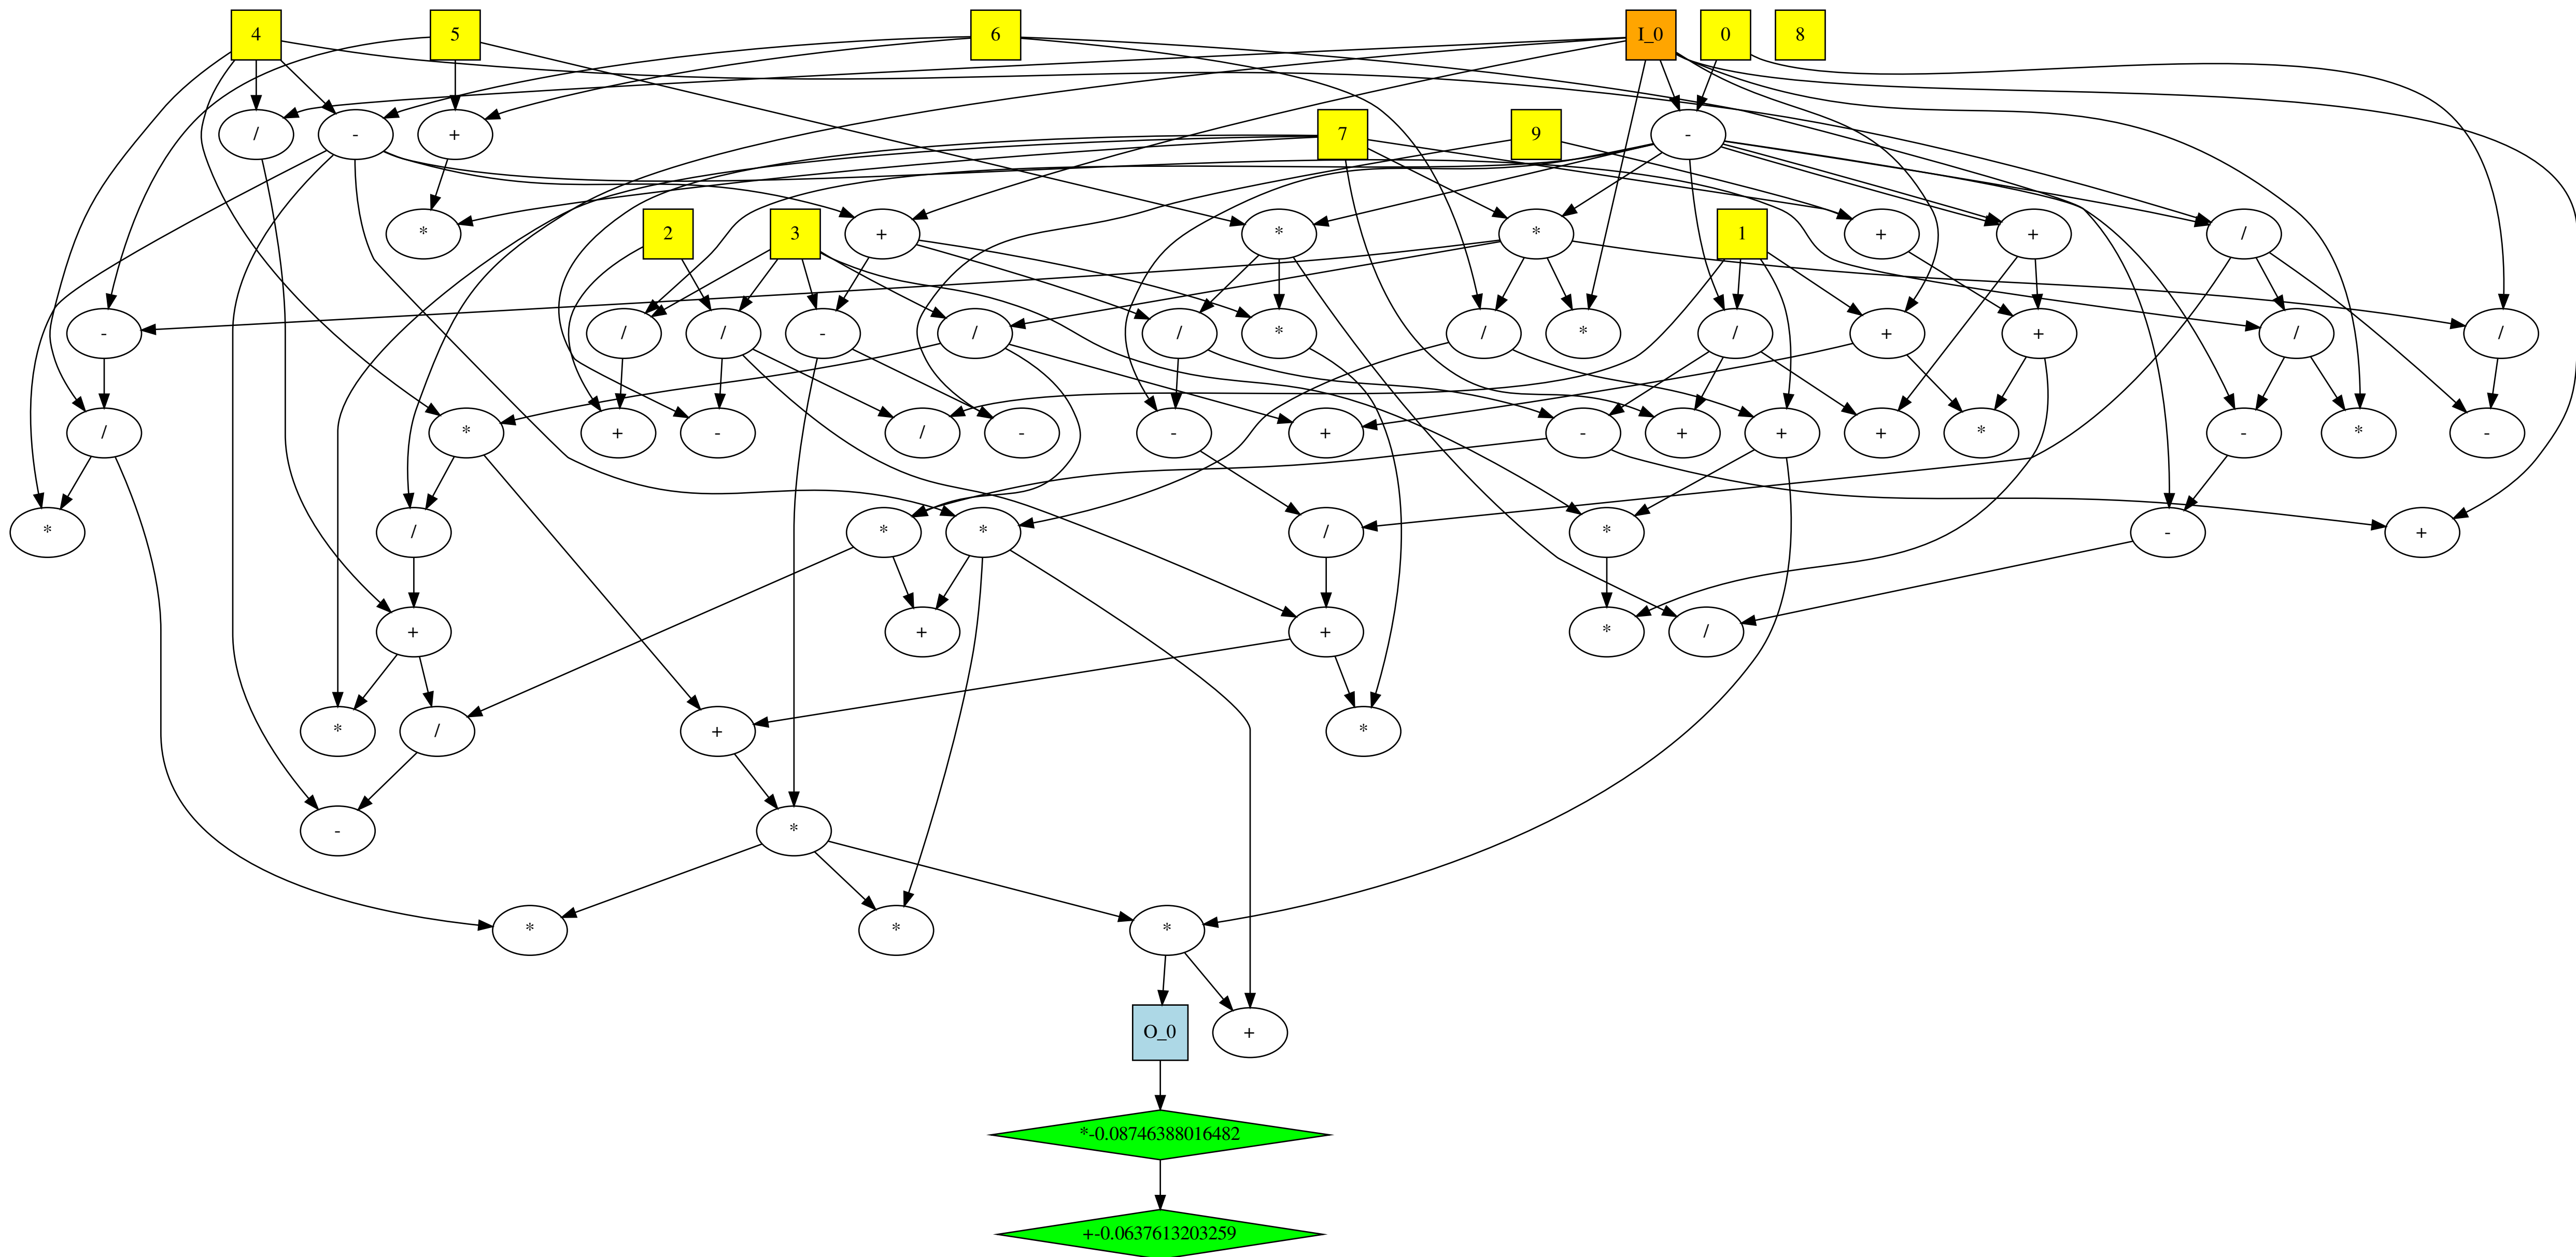 4 5 6 I_0 0 8
/ - + 7 9 -
* 2 3 + * * 1 + + /
- / / - / / * / * / + + / /
/ * + - / - - + - + + + * - * -
* / * * / * - +
+ + + * /
* / + *
-
*
* * *
O_0 +
*-0.08746388016482
+-0.0637613203259